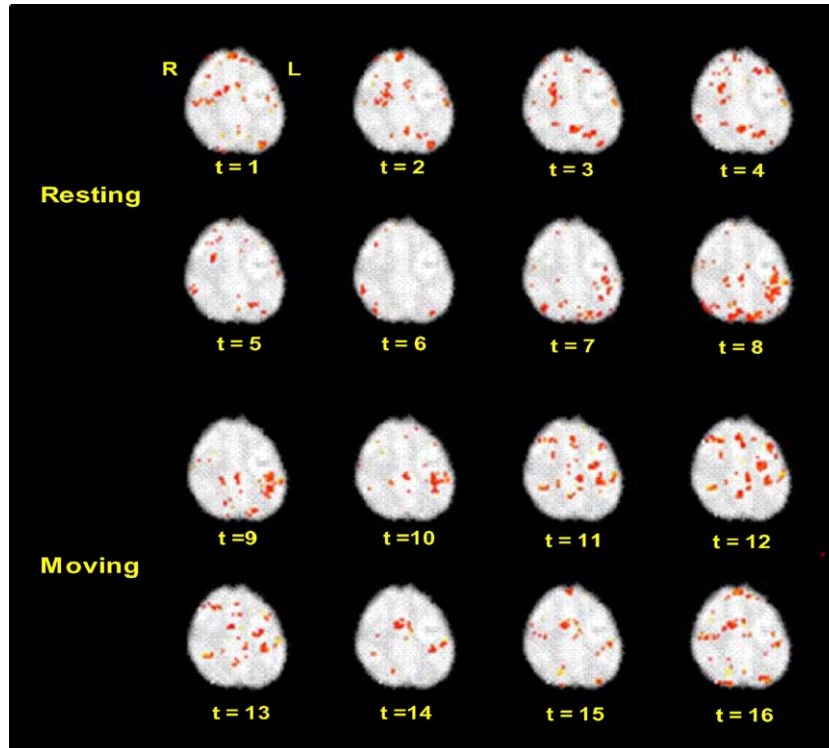 R L
t = 1 t = 2 t = 3 t = 4
Resting
t = 5 t = 6 t = 7 t = 8
t =9 t =10 t = 11 t = 12
Moving
t = 13 t =14 t = 15 t = 16